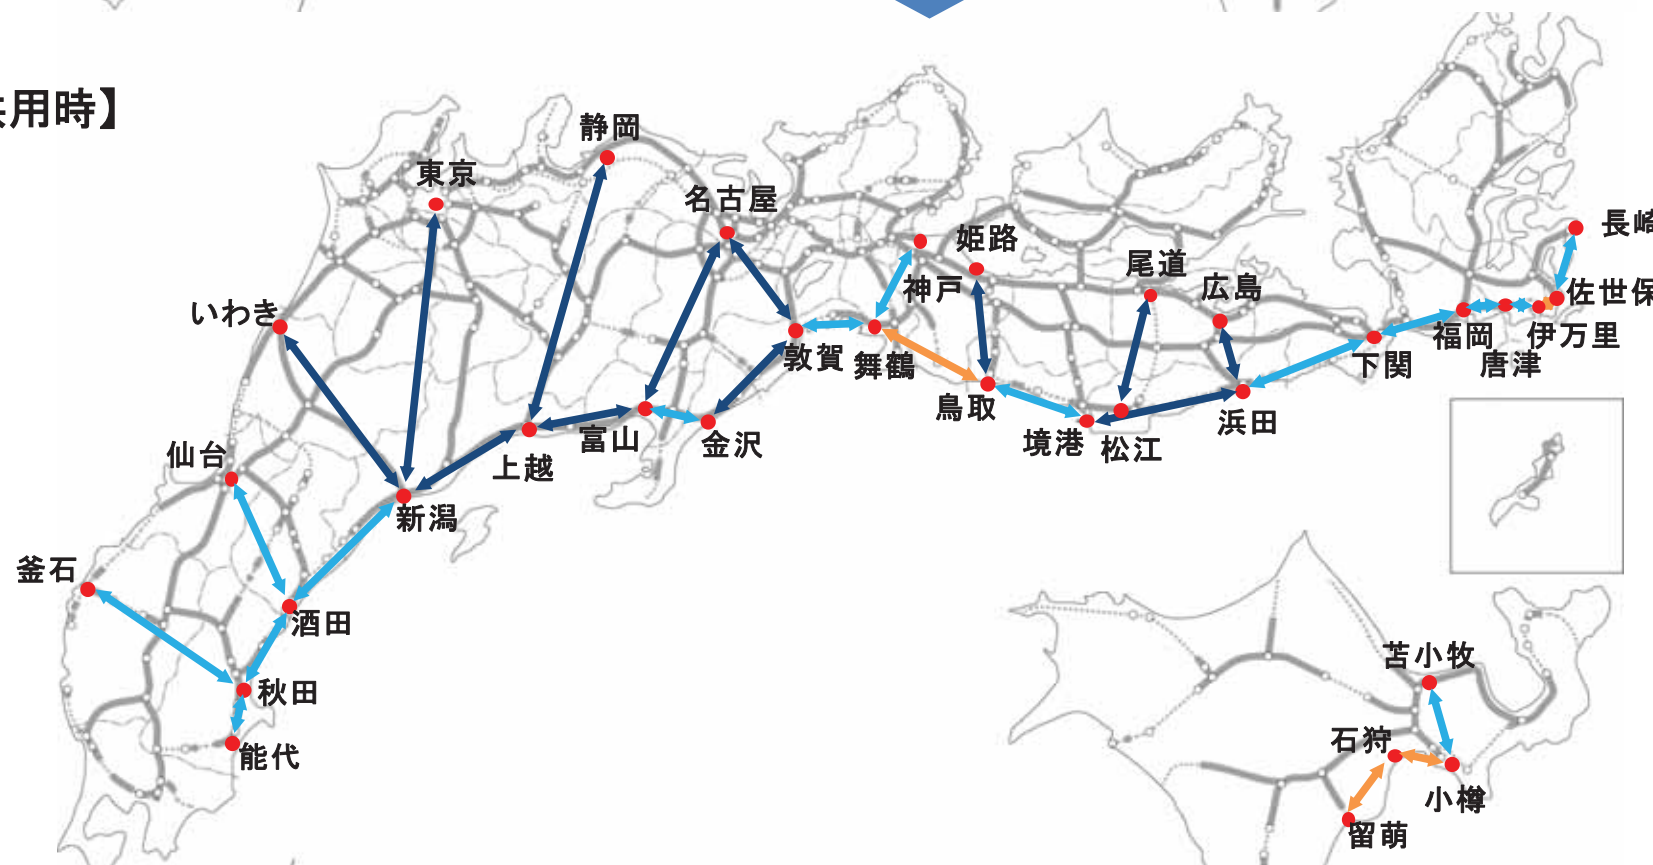 用時】
静岡
東京
名古屋
姫路
長崎
尾道
広島
神戸
佐世保
いわき
福岡
伊万里
敦賀
舞鶴
下関
唐津
鳥取
浜田
富山
金沢
境港
松江
仙台
上越
新潟
釜石
酒田
苫小牧
秋田
石狩
能代
小樽
留萌